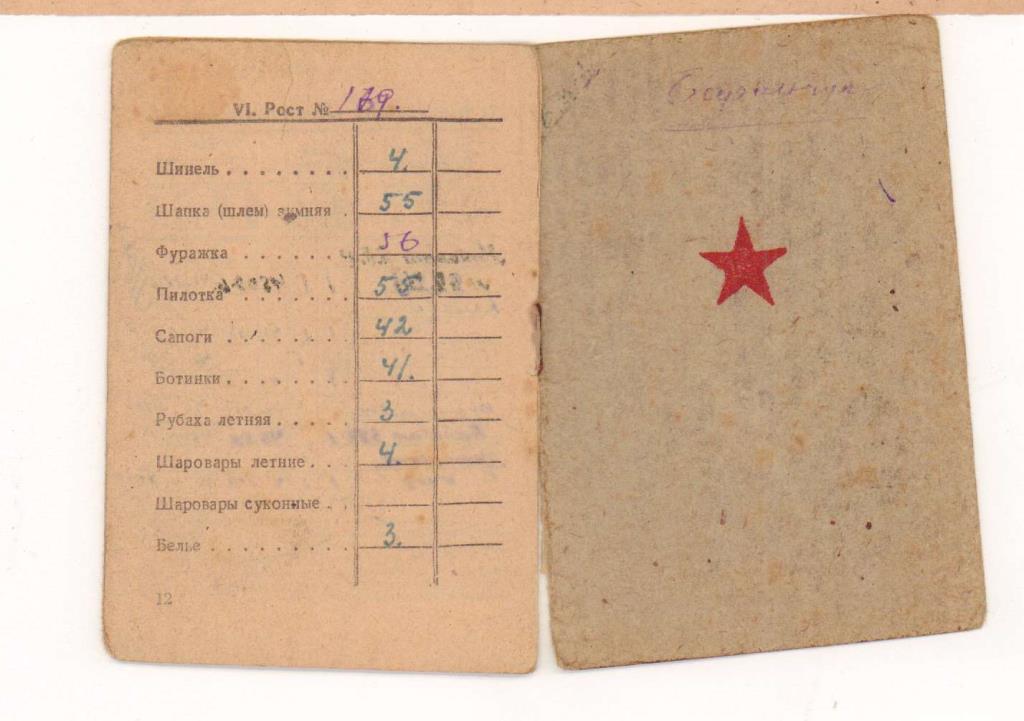 VI. Рост № 169.
Шинель . . . . . . . . 4.
Шапка (шлем) зимняя . 55
Фуражка . . . . . . . 56
Пилотка . . . . . . . 55
Сапоги . . . . . . . . 42
Ботинки . . . . . . . . 41.
Рубаха летняя . . . . . 3
Шаровары летние . . . 4.
Шаровары суконные . .
Белье . . . . . . . . . 3.
12